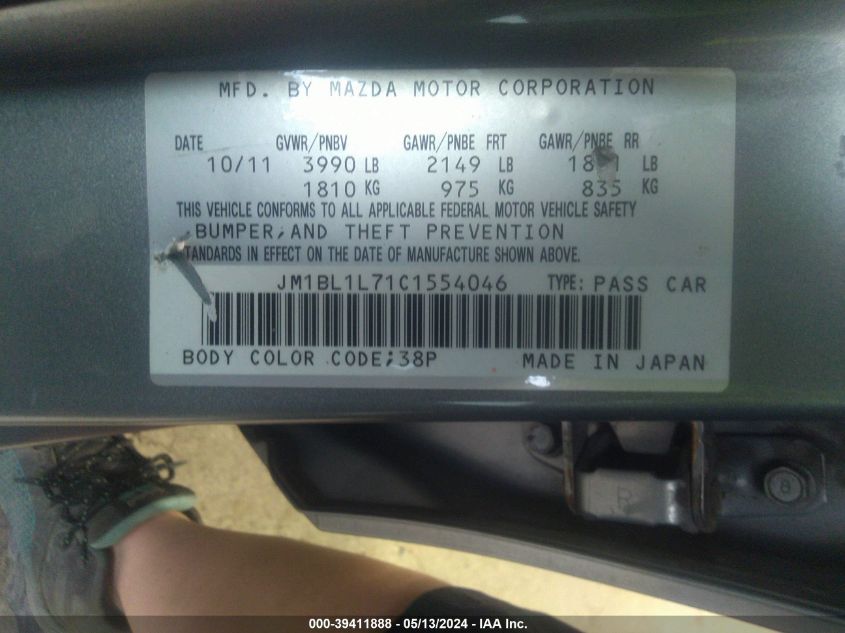 MFD. BY MAZDA MOTOR CORPORATION
DATE GVWR/PNBV GAWR/PNBE FRT GAWR/PNBE RR
10/11 3990 LB 2149 LB LB
1810 KG 975 KG 835 KG
THIS VEHICLE CONFORMS TO ALL APPLICABLE FEDERAL MOTOR VEHICLE SAFETY
BUMPER, AND THEFT PREVENTION
STANDARDS IN EFFECT ON THE DATE OF MANUFACTURE SHOWN ABOVE.
JM1BL1L71C1554046 TYPE: PASS CAR
BODY COLOR CODE:38P MADE IN JAPAN
R
8
000-39411888 - 05/13/2024 - IAA Inc.